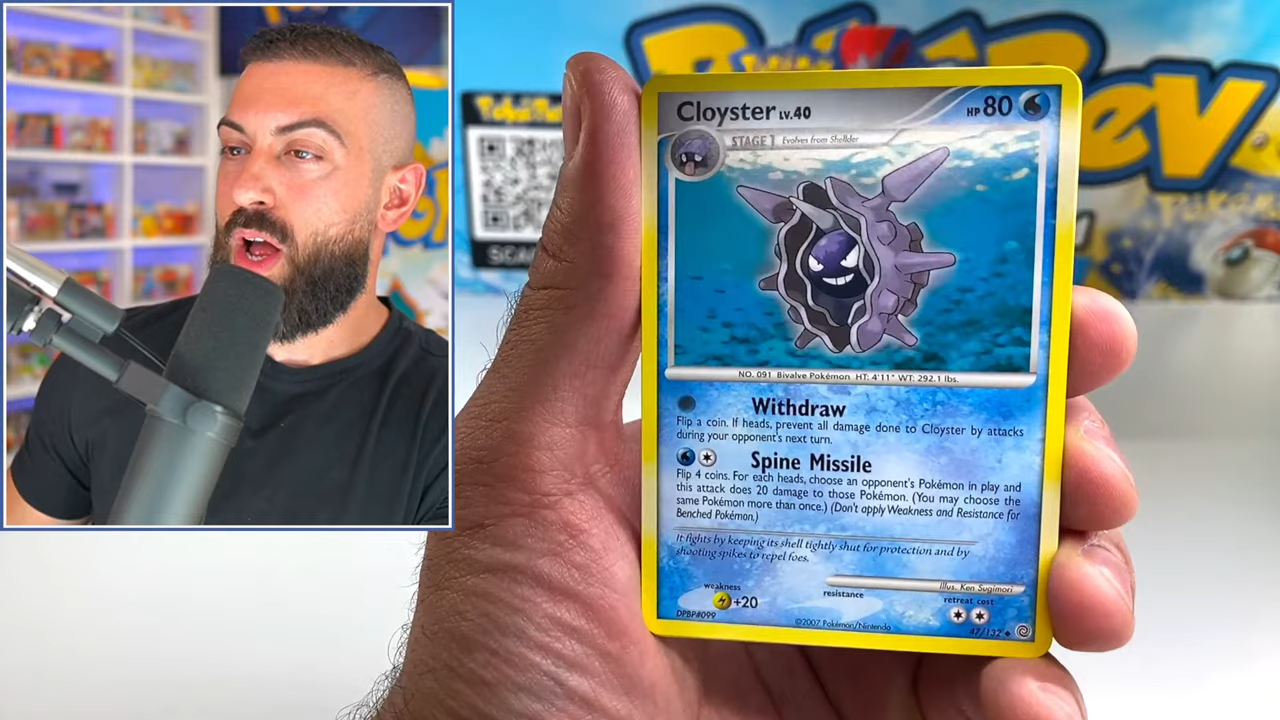 Cloyster LV.40
HP 80
STAGE 1 Evolves from Shellder
NO. 091 Bivalve Pokémon HT: 4'11" WT: 292.1 lbs.
Withdraw
Flip a coin. If heads, prevent all damage done to Cloyster by attacks
during your opponent's next turn.
Spine Missile
Flip 4 coins. For each heads, choose an opponent's Pokémon in play and
this attack does 20 damage to those Pokémon. (You may choose the
same Pokémon more than once.) (Don't apply Weakness and Resistance for
Benched Pokémon.)
It fights by keeping its shell tightly shut for protection and by
shooting spikes to repel foes.
Illus. Ken Sugimori
weakness
+20
resistance
retreat cost
DPBP#099
©2007 Pokémon/Nintendo
47/132